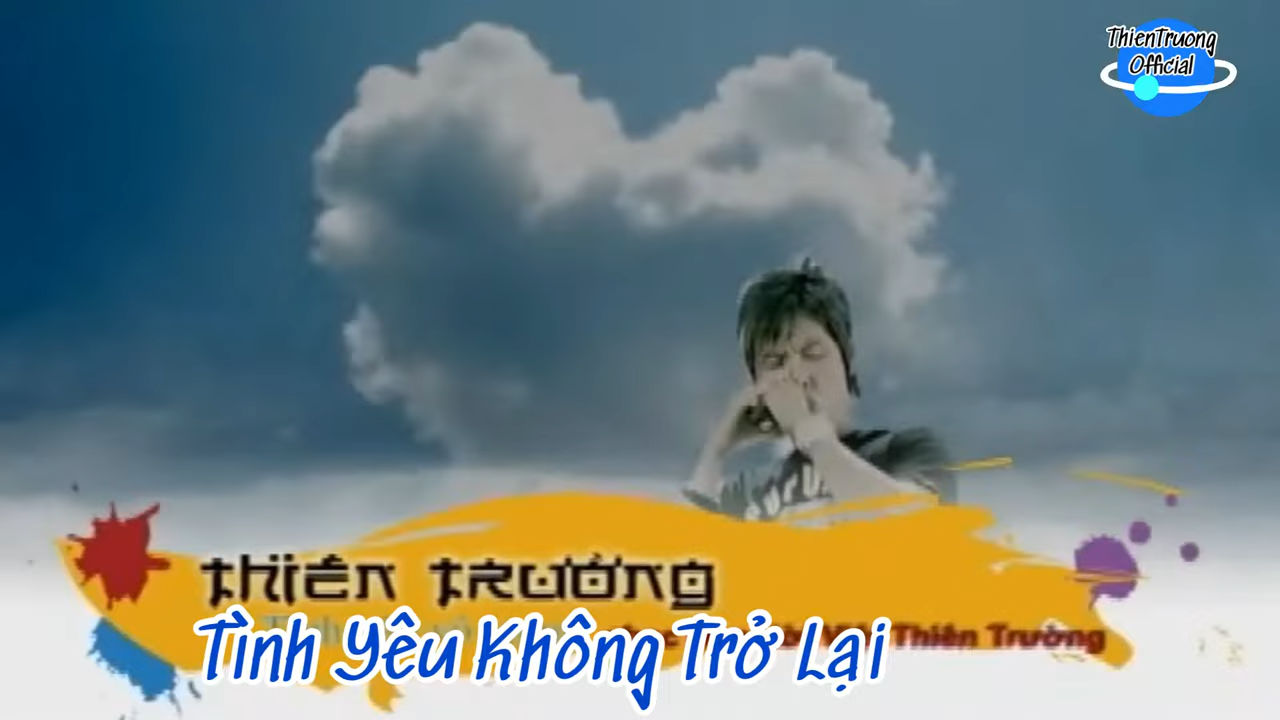 ThienTruong
Official
thiên trường
Tình Yêu Không Trở Lại
Thiên Trường